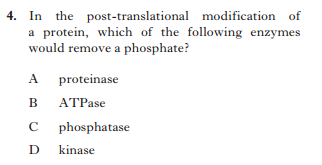 4. In the post-translational modification of
a protein, which of the following enzymes
would remove a phosphate?
A proteinase
B ATPase
C phosphatase
D kinase